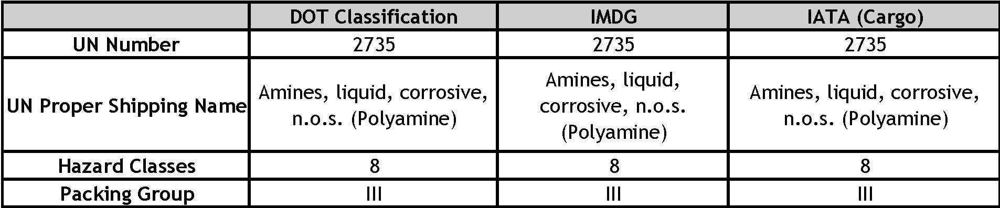 DOT Classification IMDG IATA (Cargo)
UN Number 2735 2735 2735
UN Proper Shipping Name
Amines, liquid, corrosive,
n.o.s. (Polyamine)
Amines, liquid,
corrosive, n.o.s.
(Polyamine)
Amines, liquid, corrosive,
n.o.s. (Polyamine)
Hazard Classes 8 8 8
Packing Group III III III